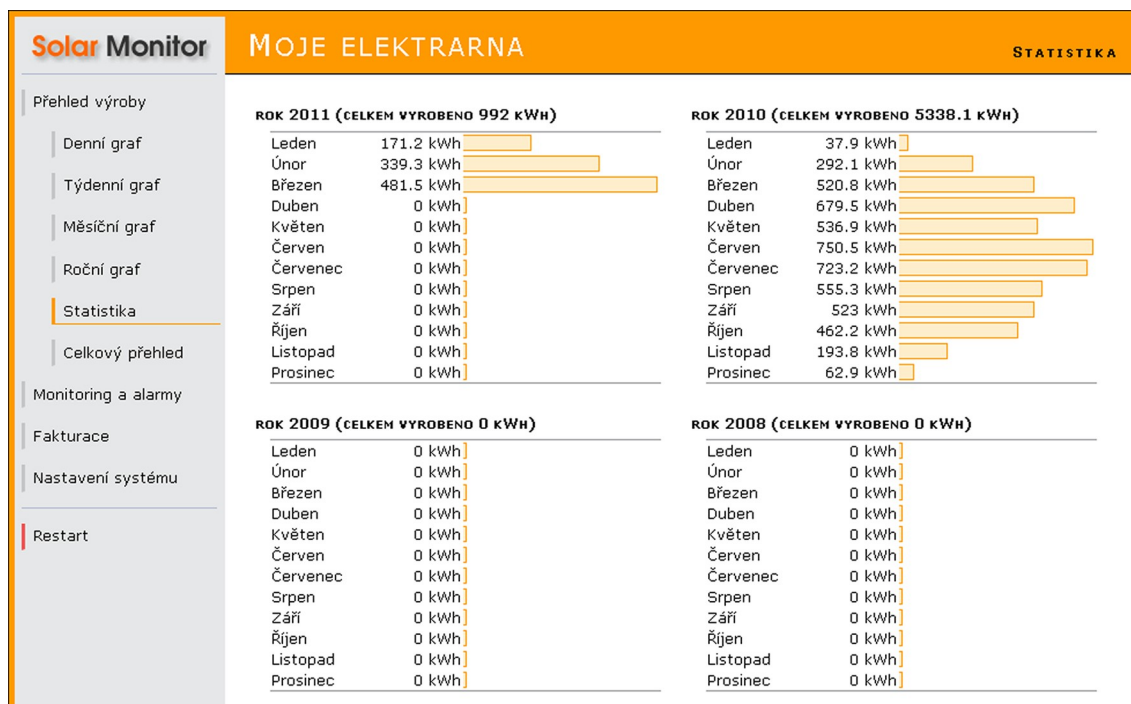 Solar Monitor
MOJE ELEKTRARNA
STATISTIKA
Přehled výroby
Denní graf
Týdenní graf
Měsíční graf
Roční graf
Statistika
Celkový přehled
Monitoring a alarmy
Fakturace
Nastavení systému
Restart
ROK 2011 (CELKEM VYROBENO 992 KWH)
Leden 171.2 kWh
Únor 339.3 kWh
Březen 481.5 kWh
Duben 0 kWh
Květen 0 kWh
Červen 0 kWh
Červenec 0 kWh
Srpen 0 kWh
Září 0 kWh
Říjen 0 kWh
Listopad 0 kWh
Prosinec 0 kWh
ROK 2010 (CELKEM VYROBENO 5338.1 KWH)
Leden 37.9 kWh
Únor 292.1 kWh
Březen 520.8 kWh
Duben 679.5 kWh
Květen 536.9 kWh
Červen 750.5 kWh
Červenec 723.2 kWh
Srpen 555.3 kWh
Září 523 kWh
Říjen 462.2 kWh
Listopad 193.8 kWh
Prosinec 62.9 kWh
ROK 2009 (CELKEM VYROBENO 0 KWH)
Leden 0 kWh
Únor 0 kWh
Březen 0 kWh
Duben 0 kWh
Květen 0 kWh
Červen 0 kWh
Červenec 0 kWh
Srpen 0 kWh
Září 0 kWh
Říjen 0 kWh
Listopad 0 kWh
Prosinec 0 kWh
ROK 2008 (CELKEM VYROBENO 0 KWH)
Leden 0 kWh
Únor 0 kWh
Březen 0 kWh
Duben 0 kWh
Květen 0 kWh
Červen 0 kWh
Červenec 0 kWh
Srpen 0 kWh
Září 0 kWh
Říjen 0 kWh
Listopad 0 kWh
Prosinec 0 kWh